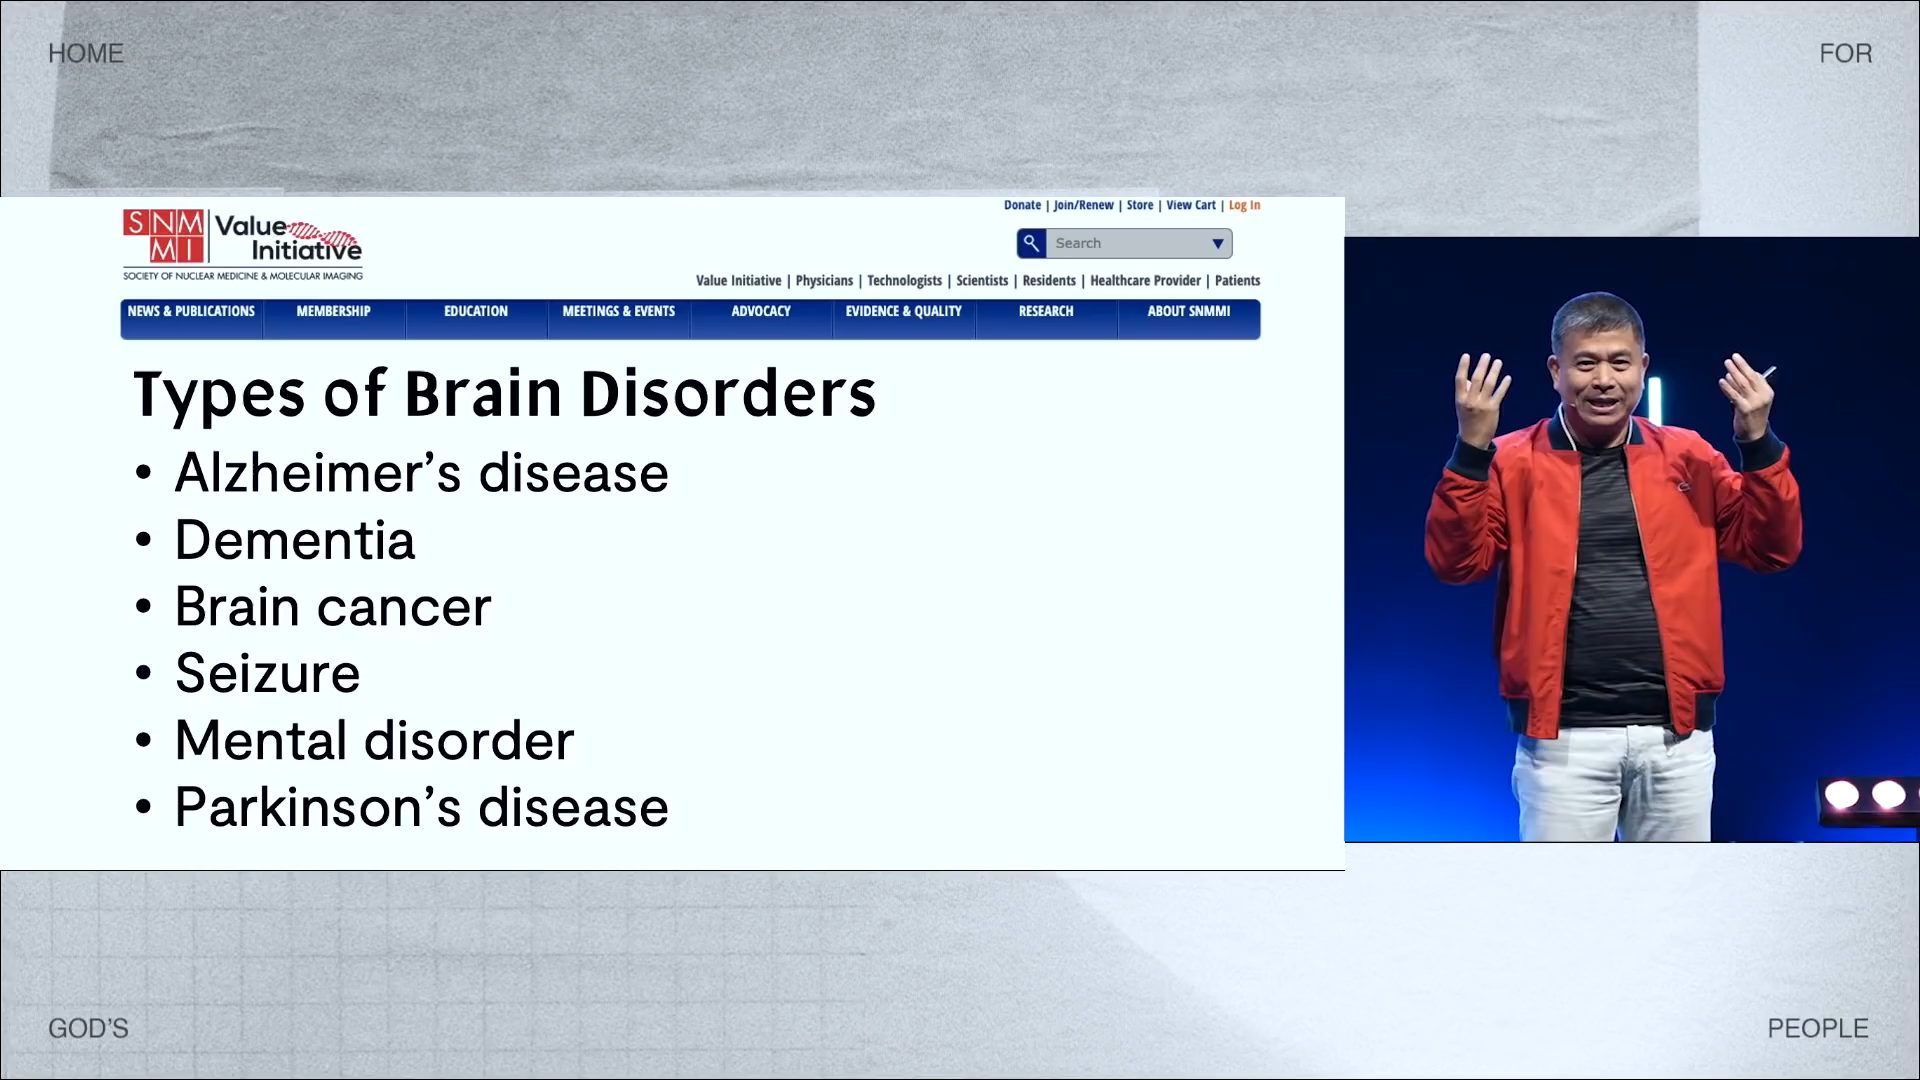 HOME
FOR
SNM
MI
Value
Initiative
SOCIETY OF NUCLEAR MEDICINE & MOLECULAR IMAGING
Donate | Join/Renew | Store | View Cart | Log In
Search
Value Initiative | Physicians | Technologists | Scientists | Residents | Healthcare Provider | Patients
NEWS & PUBLICATIONS MEMBERSHIP EDUCATION MEETINGS & EVENTS ADVOCACY EVIDENCE & QUALITY RESEARCH ABOUT SNMMI
Types of Brain Disorders
• Alzheimer’s disease
• Dementia
• Brain cancer
• Seizure
• Mental disorder
• Parkinson’s disease
GOD’S
PEOPLE